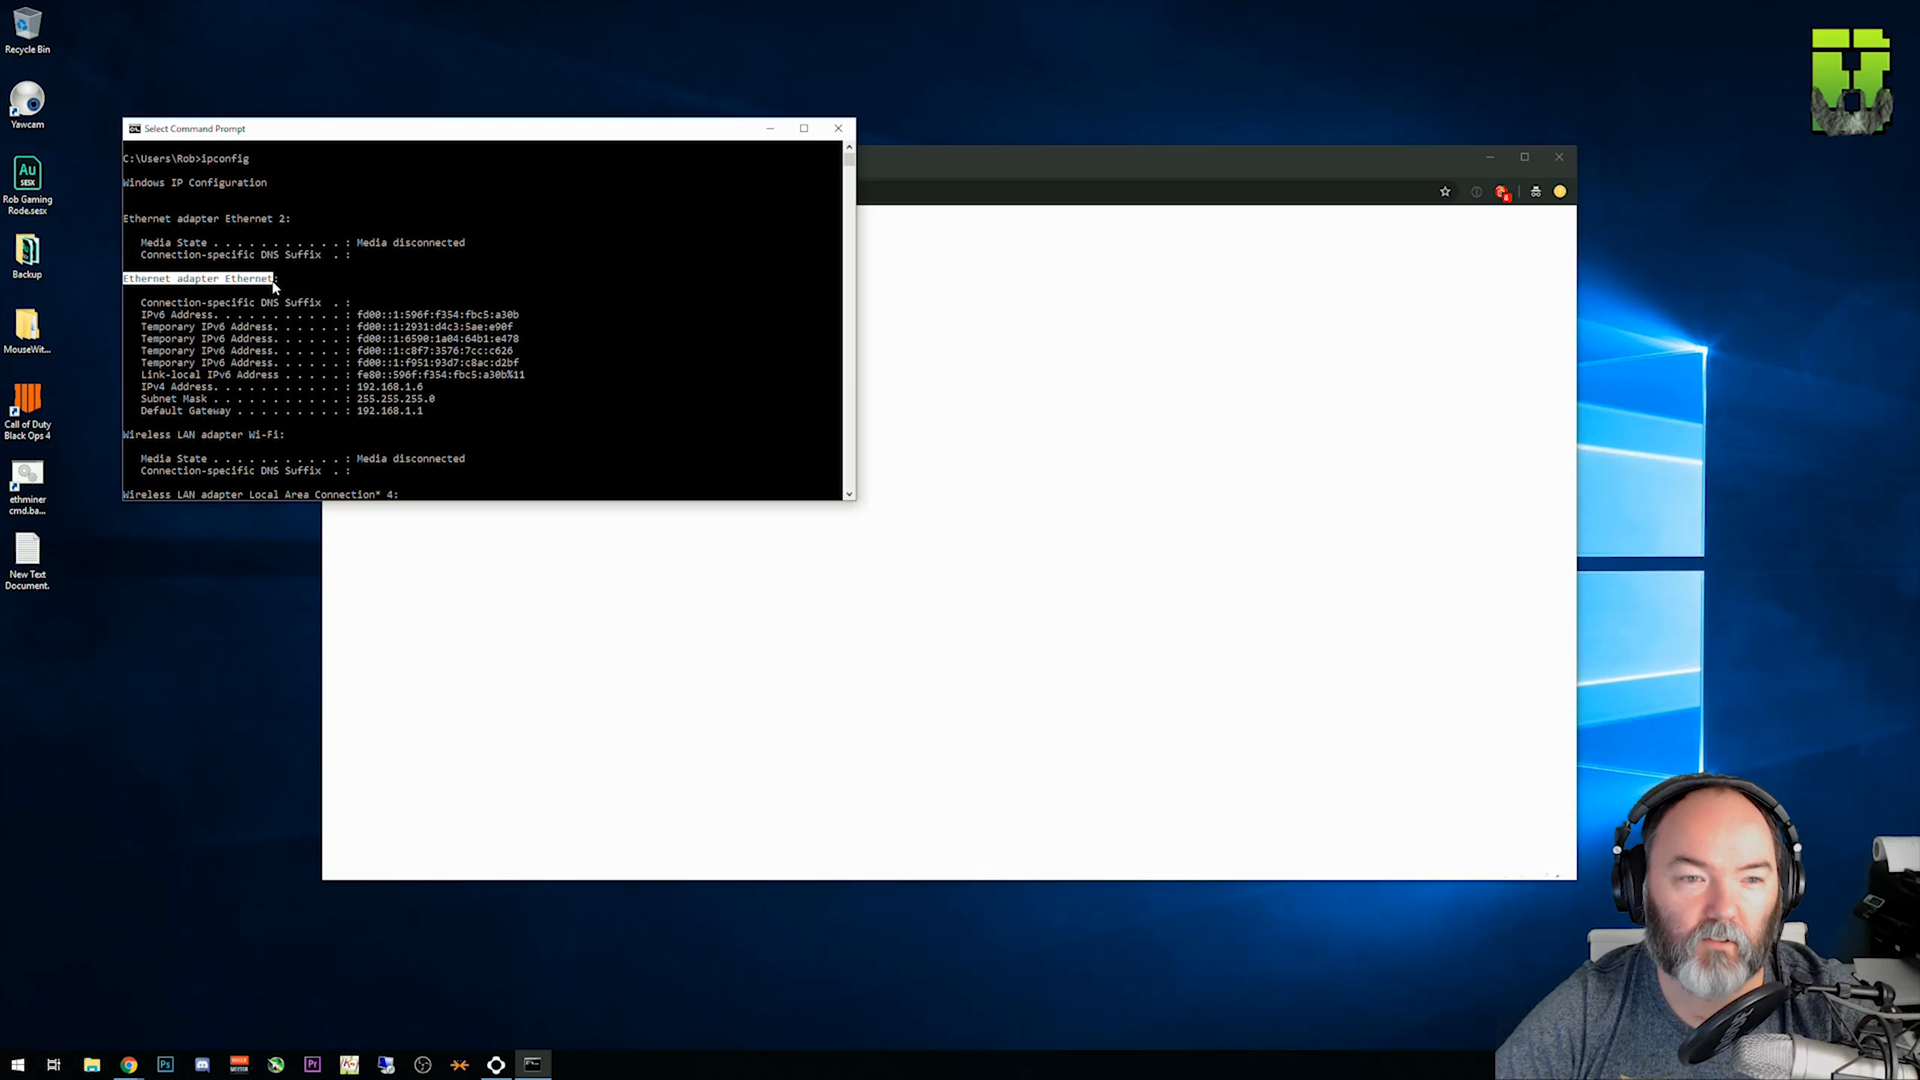 Recycle Bin
Yawcam
Au
SESX
Rob Gaming
Rode.sesx
Backup
MouseWit...
Call of Duty
Black Ops 4
ethminer
cmd.ba...
New Text
Document.
Select Command Prompt
C:\Users\Rob>ipconfig
Windows IP Configuration
Ethernet adapter Ethernet 2:
Media State . . . . . . . . . . . : Media disconnected
Connection-specific DNS Suffix  . :
Ethernet adapter Ethernet:
Connection-specific DNS Suffix  . :
IPv6 Address. . . . . . . . . . . : fd00::1:596f:f354:fbc5:a30b
Temporary IPv6 Address. . . . . . : fd00::1:2931:d4c3:5ae:e90f
Temporary IPv6 Address. . . . . . : fd00::1:6590:1a04:64b1:e478
Temporary IPv6 Address. . . . . . : fd00::1:c8f7:3576:7cc:c626
Temporary IPv6 Address. . . . . . : fd00::1:f951:93d7:c8ac:d2bf
Link-local IPv6 Address . . . . . : fe80::596f:f354:fbc5:a30b%11
IPv4 Address. . . . . . . . . . . : 192.168.1.6
Subnet Mask . . . . . . . . . . . : 255.255.255.0
Default Gateway . . . . . . . . . : 192.168.1.1
Wireless LAN adapter Wi-Fi:
Media State . . . . . . . . . . . : Media disconnected
Connection-specific DNS Suffix  . :
Wireless LAN adapter Local Area Connection* 4:
Ps
Pr